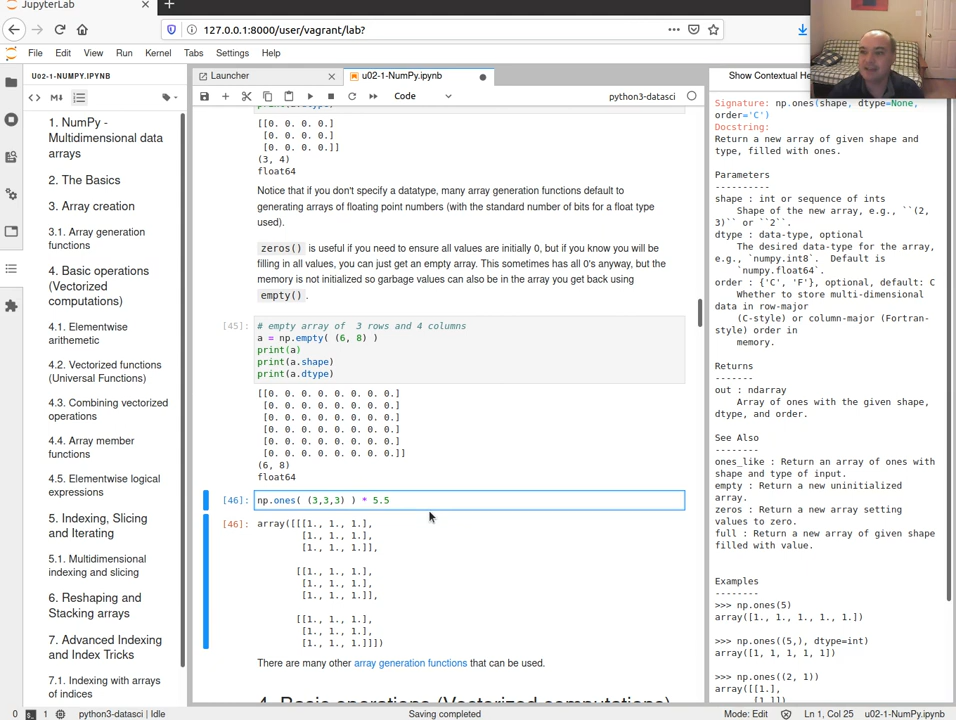 JupyterLab
127.0.0.1:8000/user/vagrant/lab?
File Edit View Run Kernel Tabs Settings Help
U02-1-NUMPY.IPYNB
Launcher
u02-1-NumPy.ipynb
Show Contextual He
Code
python3-datasci
1. NumPy -
Multidimensional data
arrays
2. The Basics
3. Array creation
3.1. Array generation
functions
4. Basic operations
(Vectorized
computations)
4.1. Elementwise
arithemetic
4.2. Vectorized functions
(Universal Functions)
4.3. Combining vectorized
operations
4.4. Array member
functions
4.5. Elementwise logical
expressions
5. Indexing, Slicing
and Iterating
5.1. Multidimensional
indexing and slicing
6. Reshaping and
Stacking arrays
7. Advanced Indexing
and Index Tricks
7.1. Indexing with arrays
of indices
[[0. 0. 0. 0.]
[0. 0. 0. 0.]
[0. 0. 0. 0.]]
(3, 4)
float64
Notice that if you don't specify a datatype, many array generation functions default to
generating arrays of floating point numbers (with the standard number of bits for a float type
used).
zeros() is useful if you need to ensure all values are initially 0, but if you know you will be
filling in all values, you can just get an empty array. This sometimes has all 0's anyway, but the
memory is not initialized so garbage values can also be in the array you get back using
empty() .
[45]: # empty array of  3 rows and 4 columns
a = np.empty( (6, 8) )
print(a)
print(a.shape)
print(a.dtype)
[[0. 0. 0. 0. 0. 0. 0. 0.]
[0. 0. 0. 0. 0. 0. 0. 0.]
[0. 0. 0. 0. 0. 0. 0. 0.]
[0. 0. 0. 0. 0. 0. 0. 0.]
[0. 0. 0. 0. 0. 0. 0. 0.]
[0. 0. 0. 0. 0. 0. 0. 0.]]
(6, 8)
float64
[46]: np.ones( (3,3,3) ) * 5.5
[46]: array([[[1., 1., 1.],
[1., 1., 1.],
[1., 1., 1.]],
[[1., 1., 1.],
[1., 1., 1.],
[1., 1., 1.]],
[[1., 1., 1.],
[1., 1., 1.],
[1., 1., 1.]]])
There are many other array generation functions that can be used.
4. Basic operations (Vectorized computations)
Signature: np.ones(shape, dtype=None,
order='C')
Docstring:
Return a new array of given shape and
type, filled with ones.
Parameters
----------
shape : int or sequence of ints
Shape of the new array, e.g., ``(2,
3)`` or ``2``.
dtype : data-type, optional
The desired data-type for the array,
e.g., `numpy.int8`.  Default is
`numpy.float64`.
order : {'C', 'F'}, optional, default: C
Whether to store multi-dimensional
data in row-major
(C-style) or column-major (Fortran-
style) order in
memory.
Returns
-------
out : ndarray
Array of ones with the given shape,
dtype, and order.
See Also
--------
ones_like : Return an array of ones with
shape and type of input.
empty : Return a new uninitialized
array.
zeros : Return a new array setting
values to zero.
full : Return a new array of given shape
filled with value.
Examples
--------
>>> np.ones(5)
array([1., 1., 1., 1., 1.])
>>> np.ones((5,), dtype=int)
array([1, 1, 1, 1, 1])
>>> np.ones((2, 1))
array([[1.],
[1.]])
0 1 python3-datasci | Idle
Saving completed
Mode: Edit
Ln 1, Col 25
u02-1-NumPy.ipynb